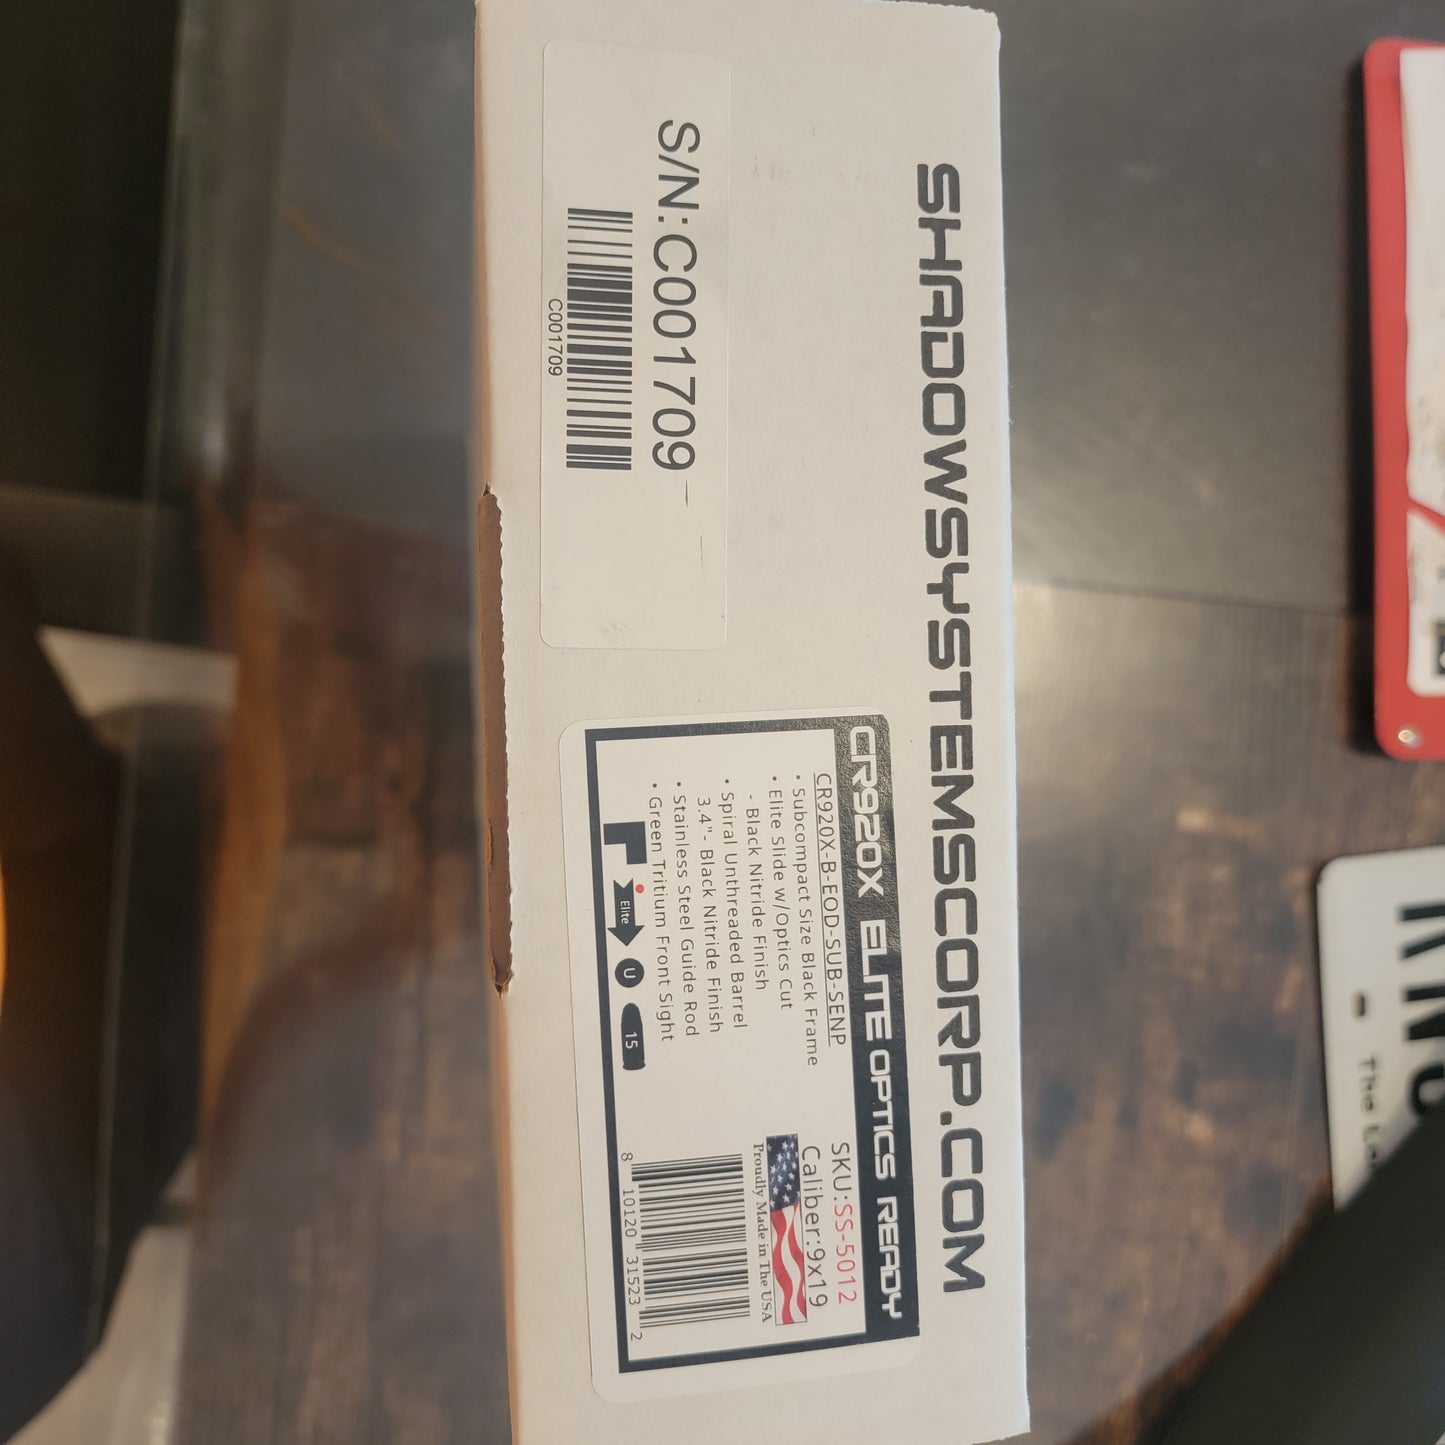 SHADOWSYSTEMSCORP.COM
S/N:C001709
C001709
CR920X ELITE OPTICS READY
CR920X-B-EOD-SUB-SENP
• Subcompact Size Black Frame
• Elite Slide w/Optics Cut
- Black Nitride Finish
• Spiral Unthreaded Barrel
3.4"- Black Nitride Finish
• Stainless Steel Guide Rod
• Green Tritium Front Sight
Elite
U
15
SKU:SS-5012
Caliber:9x19
Proudly Made in The USA
8 10120 31523 2
The